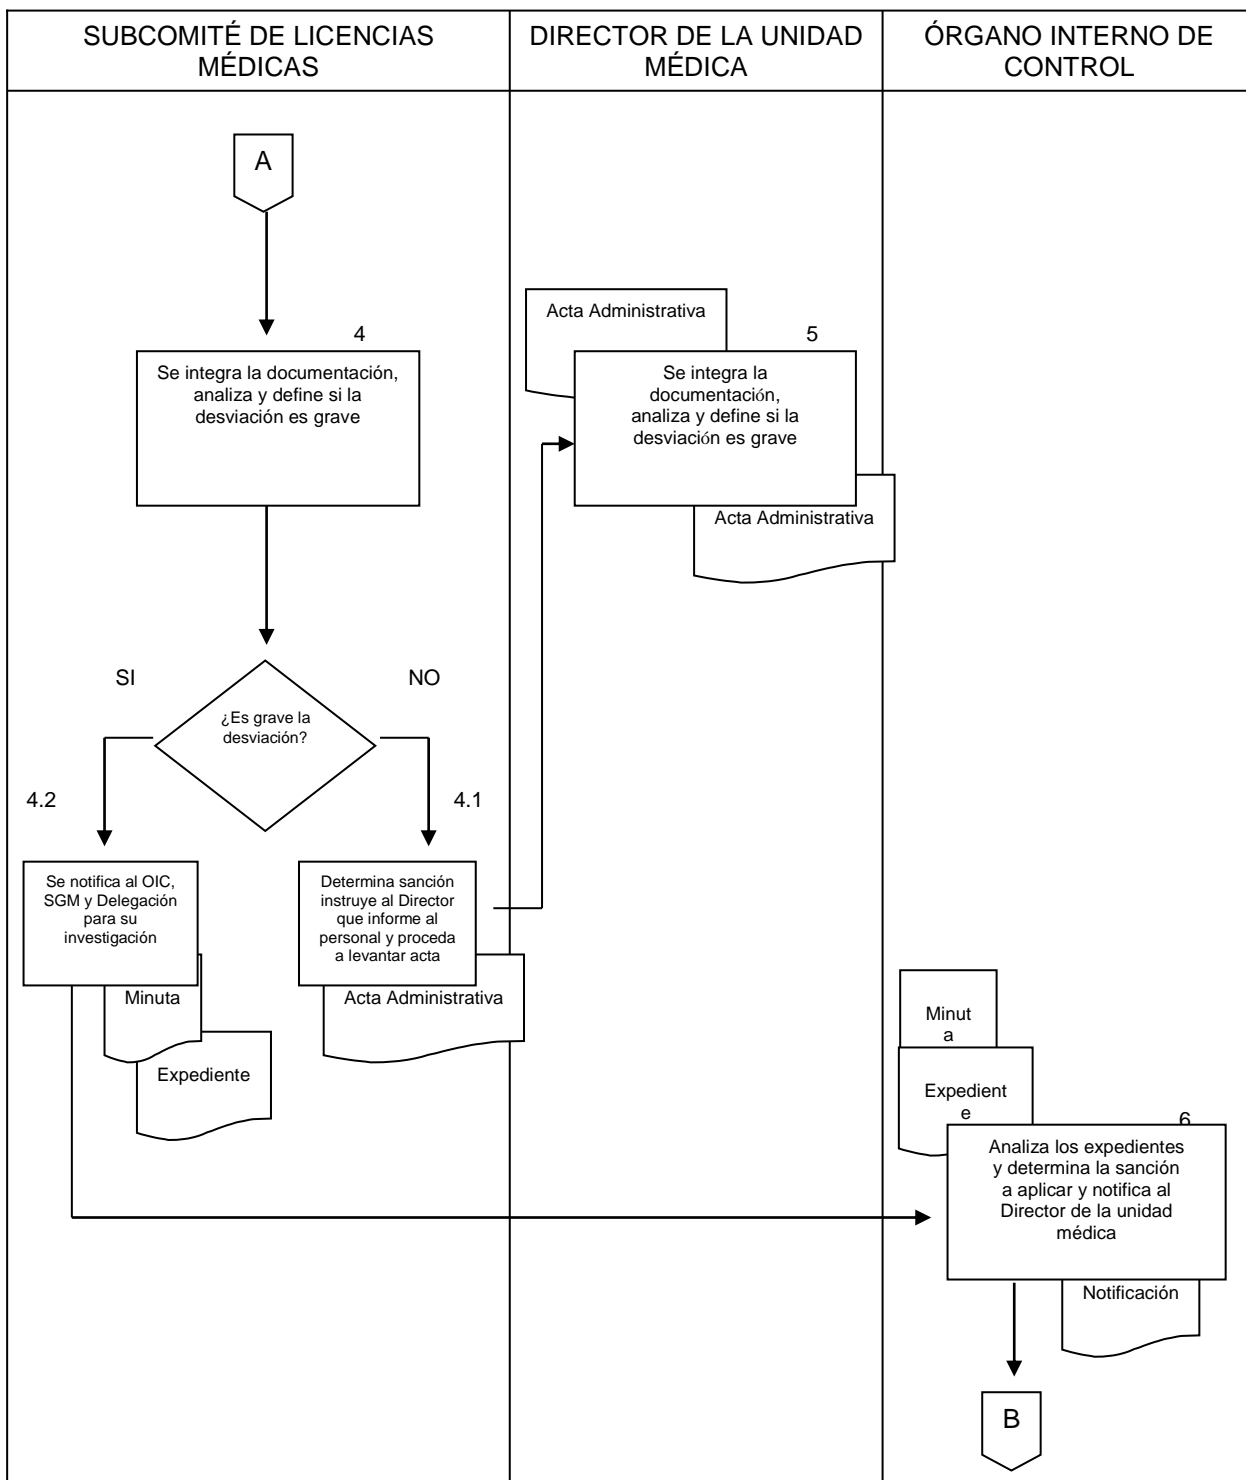 SUBCOMITÉ DE LICENCIAS
MÉDICAS
DIRECTOR DE LA UNIDAD
MÉDICA
ÓRGANO INTERNO DE
CONTROL
A
4
Se integra la documentación,
analiza y define si la
desviación es grave
Acta Administrativa
5
Se integra la
documentación,
analiza y define si la
desviación es grave
Acta Administrativa
SI
NO
¿Es grave la
desviación?
4.2
4.1
Se notifica al OIC,
SGM y Delegación
para su
investigación
Minuta
Expediente
Determina sanción
instruye al Director
que informe al
personal y proceda
a levantar acta
Acta Administrativa
Minut
a
Expedient
e
6
Analiza los expedientes
y determina la sanción
a aplicar y notifica al
Director de la unidad
médica
Notificación
B